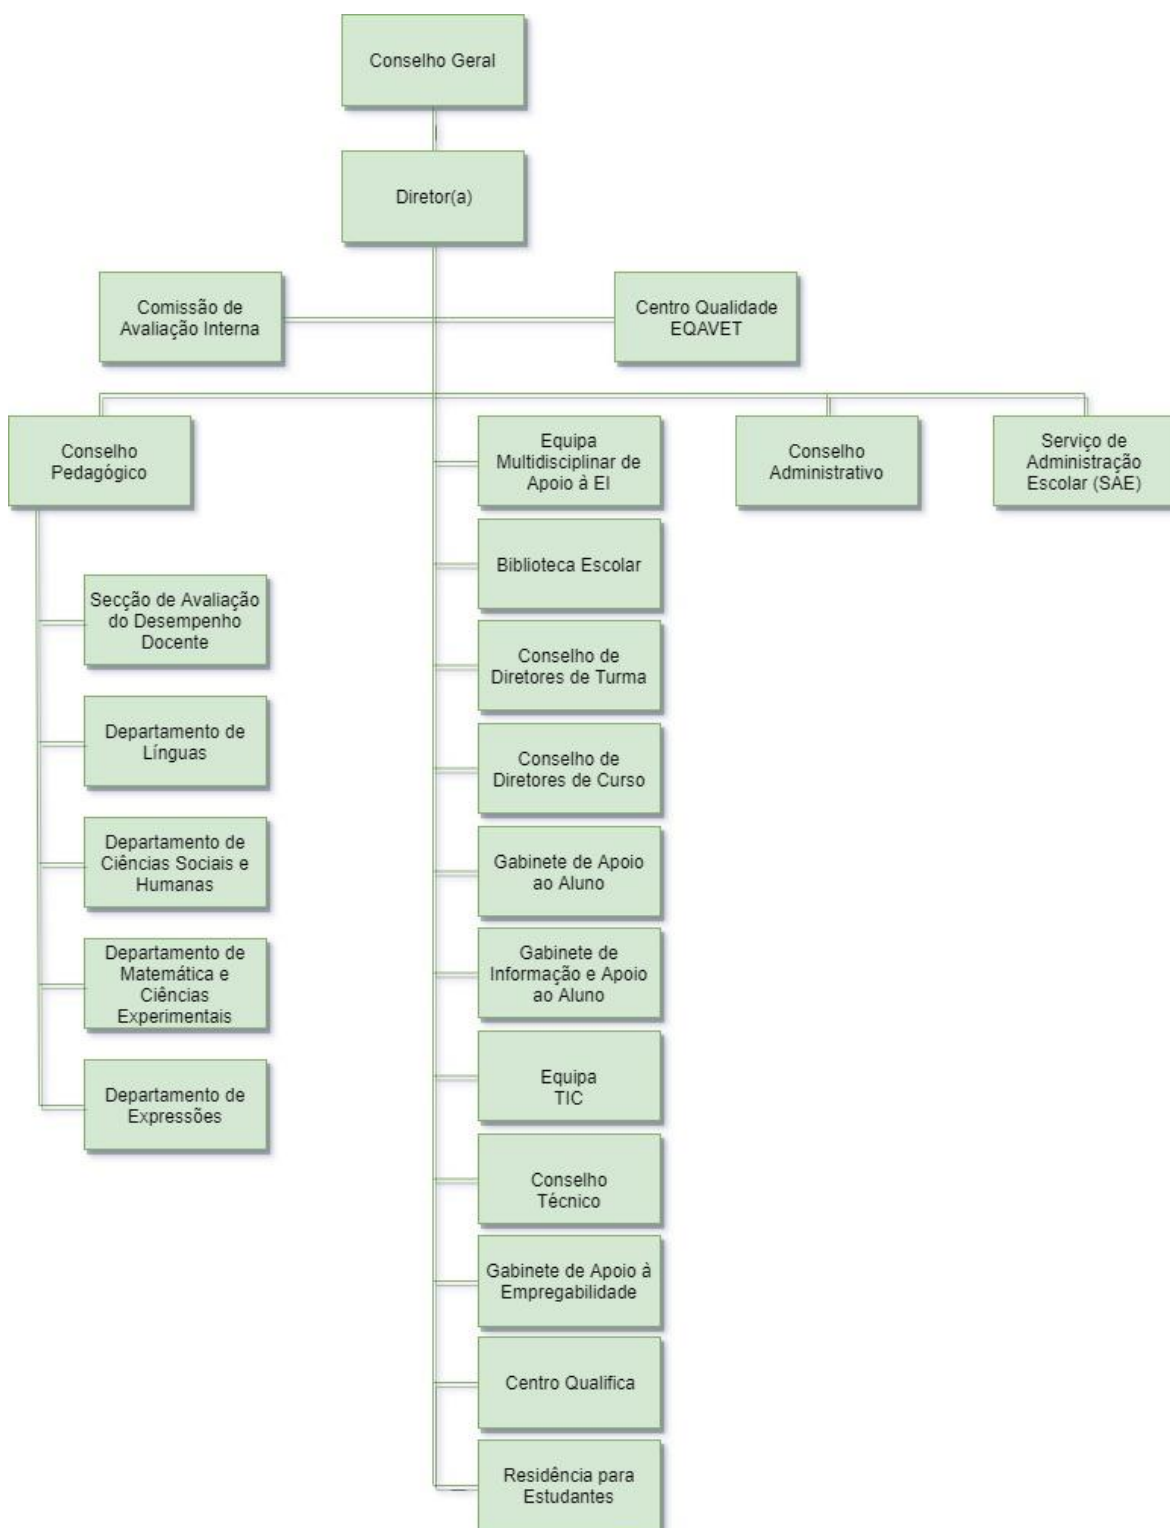 Conselho Geral
Diretor(a)
Comissão de
Avaliação Interna
Centro Qualidade
EQAVET
Conselho
Pedagógico
Equipa
Multidisciplinar de
Apoio à EI
Conselho
Administrativo
Serviço de
Administração
Escolar (SAE)
Secção de Avaliação
do Desempenho
Docente
Departamento de
Línguas
Departamento de
Ciências Sociais e
Humanas
Departamento de
Matemática e
Ciências
Experimentais
Departamento de
Expressões
Biblioteca Escolar
Conselho de
Diretores de Turma
Conselho de
Diretores de Curso
Gabinete de Apoio
ao Aluno
Gabinete de
Informação e Apoio
ao Aluno
Equipa
TIC
Conselho
Técnico
Gabinete de Apoio à
Empregabilidade
Centro Qualifica
Residência para
Estudantes